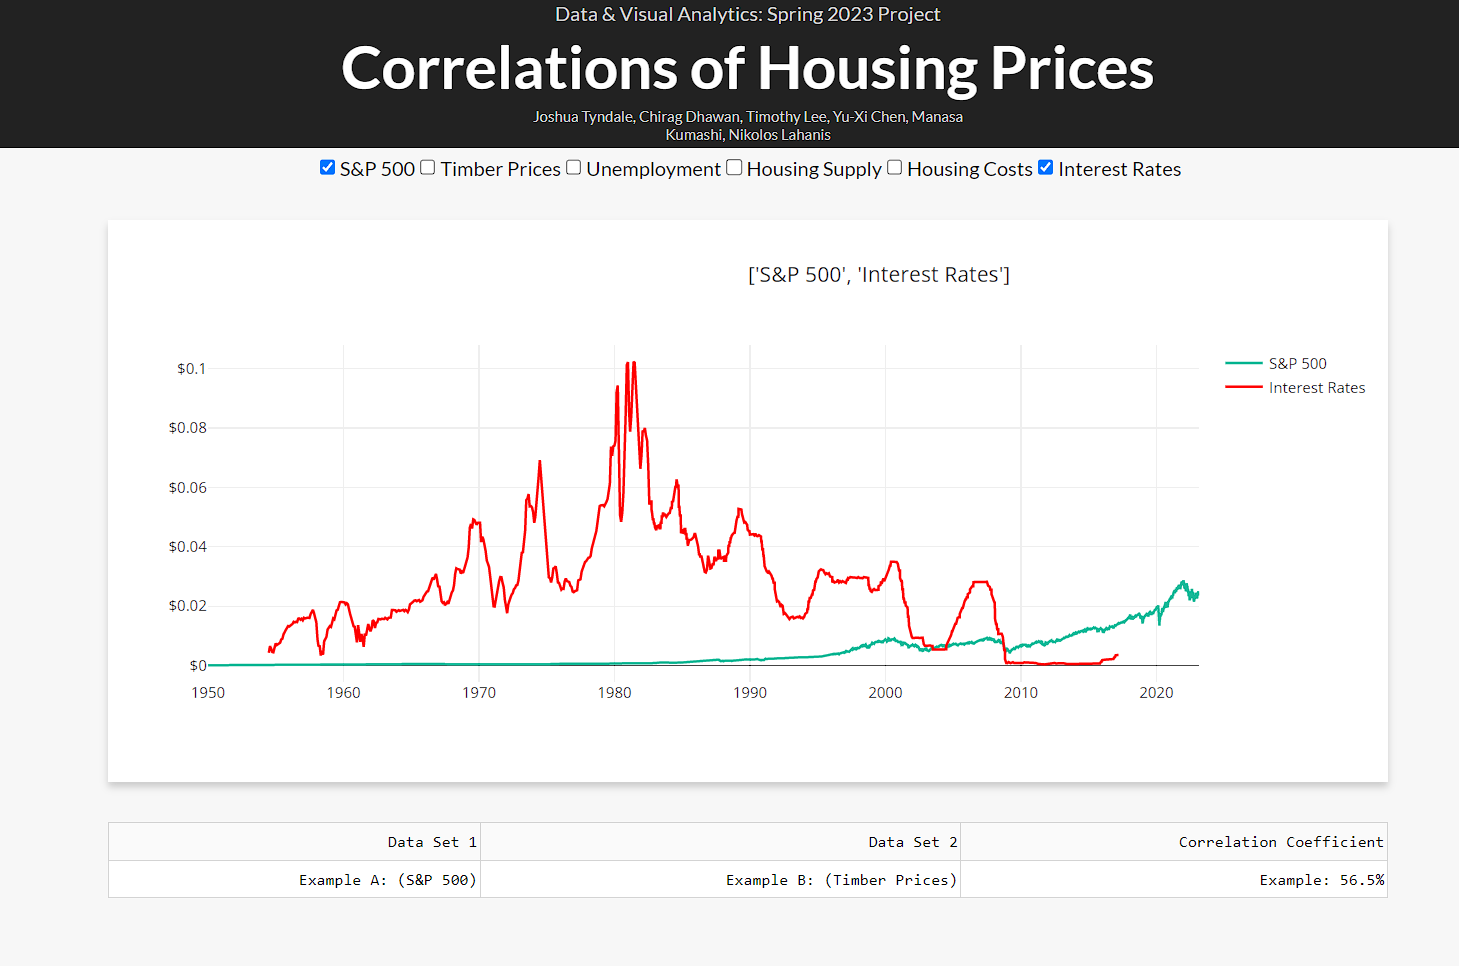 Data & Visual Analytics: Spring 2023 Project
Correlations of Housing Prices
Joshua Tyndale, Chirag Dhawan, Timothy Lee, Yu-Xi Chen, Manasa
Kumashi, Nikolos Lahanis
S&P 500 Timber Prices Unemployment Housing Supply Housing Costs Interest Rates
['S&P 500', 'Interest Rates']
S&P 500
Interest Rates
$0.1
$0.08
$0.06
$0.04
$0.02
$0
1950 1960 1970 1980 1990 2000 2010 2020
Data Set 1 Data Set 2 Correlation Coefficient
Example A: (S&P 500) Example B: (Timber Prices) Example: 56.5%